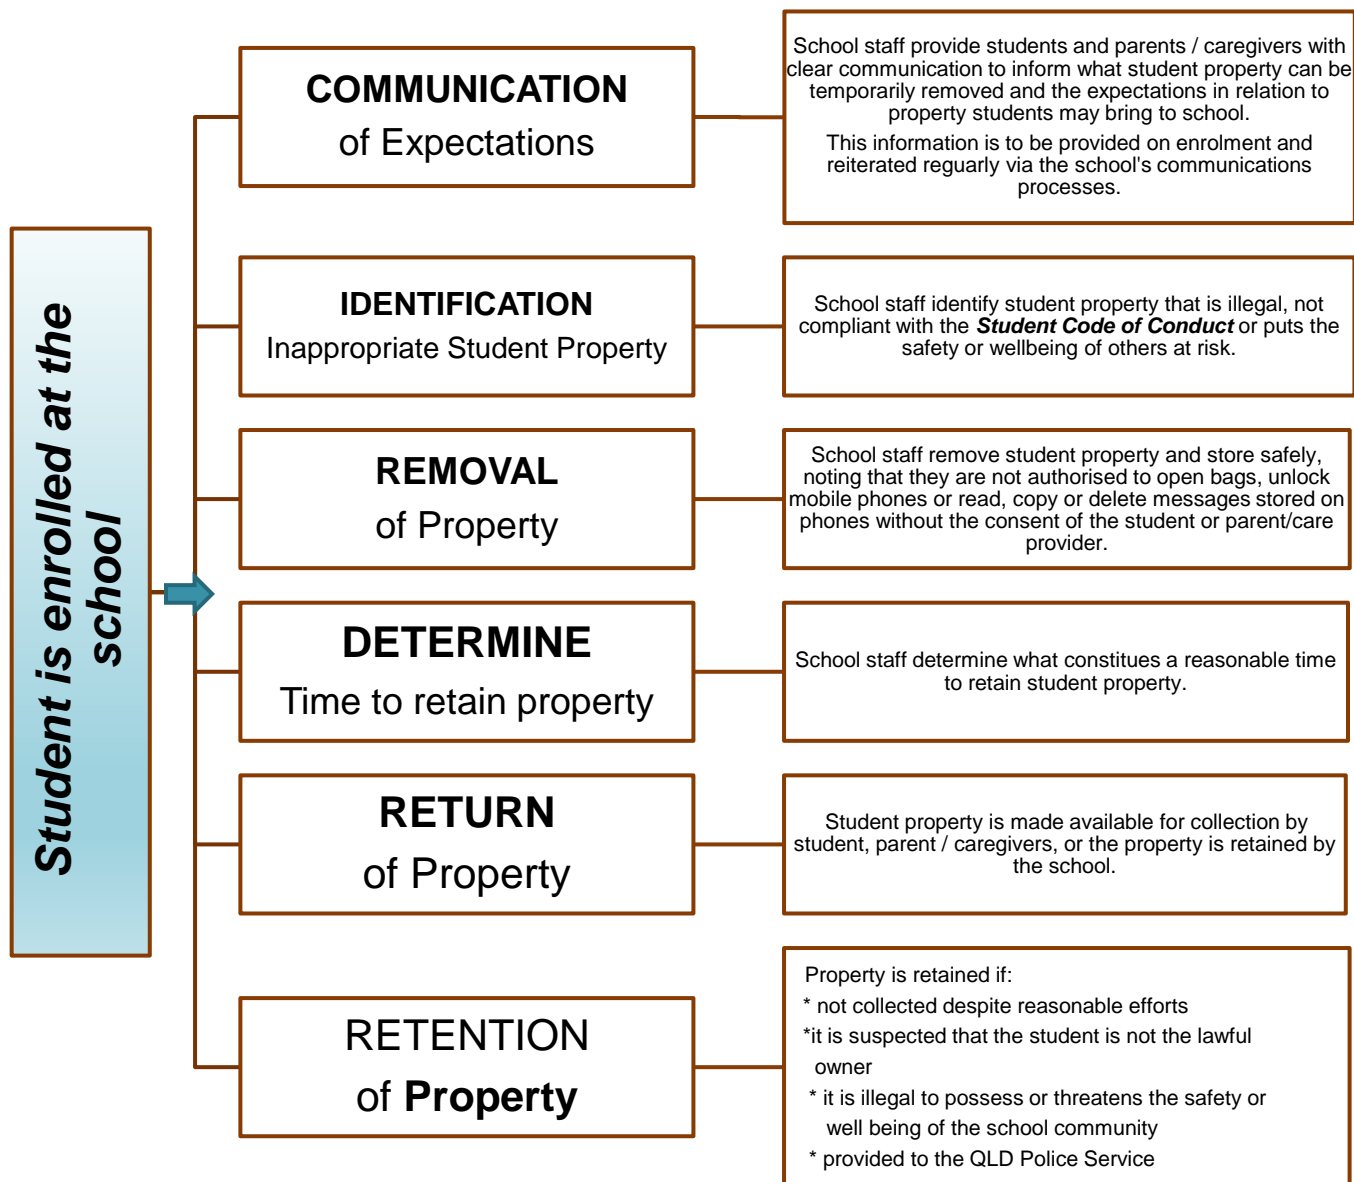 Student is enrolled at the
school
COMMUNICATION
of Expectations
School staff provide students and parents / caregivers with
clear communication to inform what student property can be
temporarily removed and the expectations in relation to
property students may bring to school.
This information is to be provided on enrolment and
reiterated reguarly via the school's communications
processes.
IDENTIFICATION
Inappropriate Student Property
School staff identify student property that is illegal, not
compliant with the Student Code of Conduct or puts the
safety or wellbeing of others at risk.
REMOVAL
of Property
School staff remove student property and store safely,
noting that they are not authorised to open bags, unlock
mobile phones or read, copy or delete messages stored on
phones without the consent of the student or parent/care
provider.
DETERMINE
Time to retain property
School staff determine what constitues a reasonable time
to retain student property.
RETURN
of Property
Student property is made available for collection by
student, parent / caregivers, or the property is retained by
the school.
RETENTION
of Property
Property is retained if:
* not collected despite reasonable efforts
*it is suspected that the student is not the lawful
owner
* it is illegal to possess or threatens the safety or
well being of the school community
* provided to the QLD Police Service